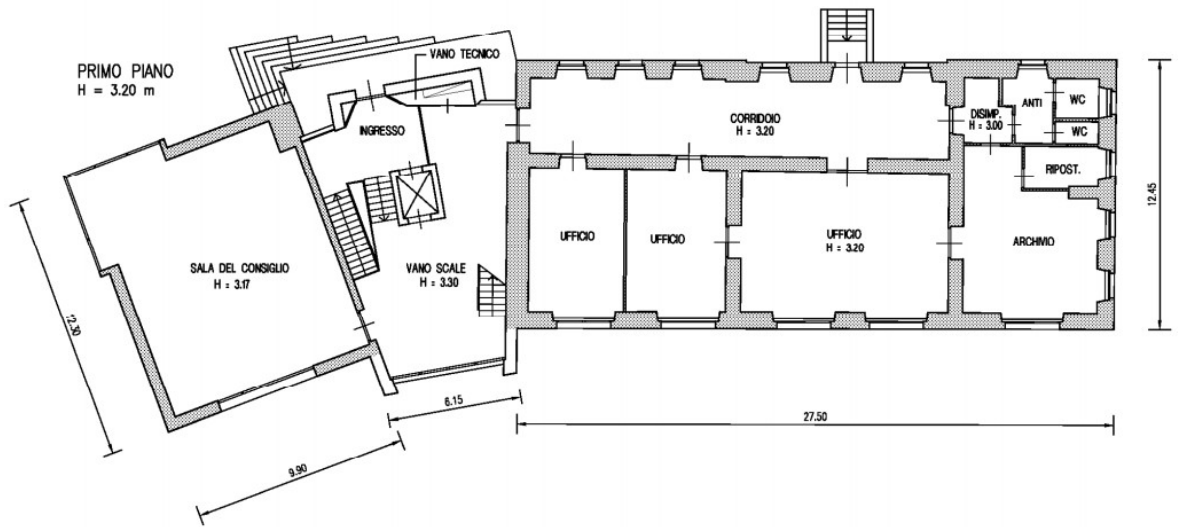 PRIMO PIANO
H = 3.20 m
VANO TECNICO
INGRESSO
CORRIDOIO
H = 3.20
DISIMP.
H = 3.00
ANTI
WC
WC
RIPOST.
12.45
UFFICIO
UFFICIO
UFFICIO
H = 3.20
ARCHIVIO
SALA DEL CONSIGLIO
H = 3.17
VANO SCALE
H = 3.30
12.30
6.15
27.50
9.90